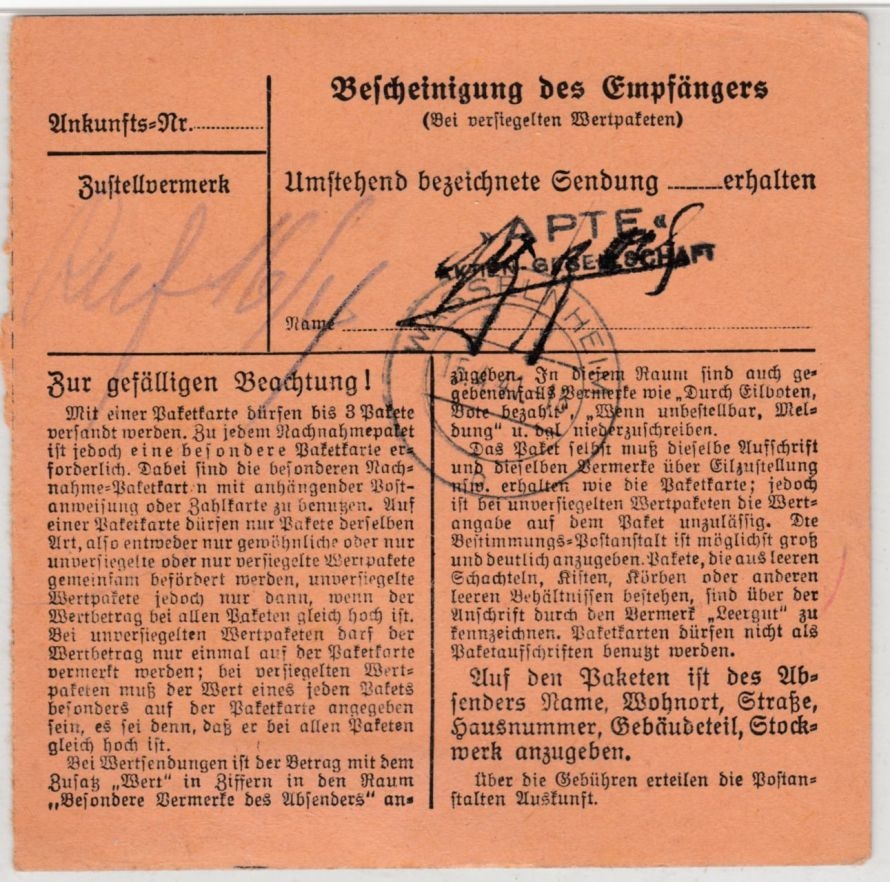 Bescheinigung des Empfängers
(Bei versiegelten Wertpaketen)
Ankunfts=Nr.
Zustellvermerk
Umstehend bezeichnete Sendung ........erhalten
»APTE«
AKTIEN-GESELLSCHAFT
Name
WASSELNHEIM
Zur gefälligen Beachtung!
Mit einer Paketkarte dürfen bis 3 Pakete
versandt werden. Zu jedem Nachnahmepaket
ist jedoch eine besondere Paketkarte er=
forderlich. Dabei sind die besonderen Nach=
nahme=Paketkart n mit anhängender Post=
anweisung oder Zahlkarte zu benutzen. Auf
einer Paketkarte dürfen nur Pakete derselben
Art, also entweder nur gewöhnliche oder nur
unversiegelte oder nur versiegelte Wertpakete
gemeinsam befördert werden, unversiegelte
Wertpakete jedoch nur dann, wenn der
Wertbetrag bei allen Paketen gleich hoch ist.
Bei unversiegelten Wertpaketen darf der
Wertbetrag nur einmal auf der Paketkarte
vermerkt werden; bei versiegelten Wert=
paketen muß der Wert eines jeden Pakets
besonders auf der Paketkarte angegeben
sein, es sei denn, daß er bei allen Paketen
gleich hoch ist.
Bei Wertsendungen ist der Betrag mit dem
Zusatz „Wert" in Ziffern in den Raum
„Besondere Vermerke des Absenders" an=
zugeben. In diesem Raum sind auch ge=
gebenenfalls Vermerke wie „Durch Eilboten,
Bote bezahlt", „Wenn unbestellbar, Mel=
dung" u. dgl. niederzuschreiben.
Das Paket selbst muß dieselbe Aufschrift
und dieselben Vermerke über Eilzustellung
usw. erhalten wie die Paketkarte; jedoch
ist bei unversiegelten Wertpaketen die Wert=
angabe auf dem Paket unzulässig. Die
Bestimmungs=Postanstalt ist möglichst groß
und deutlich anzugeben. Pakete, die aus leeren
Schachteln, Kisten, Körben oder anderen
leeren Behältnissen bestehen, sind über der
Anschrift durch den Vermerk „Leergut" zu
kennzeichnen. Paketkarten dürfen nicht als
Paketaufschriften benutzt werden.
Auf den Paketen ist des Ab=
senders Name, Wohnort, Straße,
Hausnummer, Gebäudeteil, Stock=
werk anzugeben.
Über die Gebühren erteilen die Postan=
stalten Auskunft.